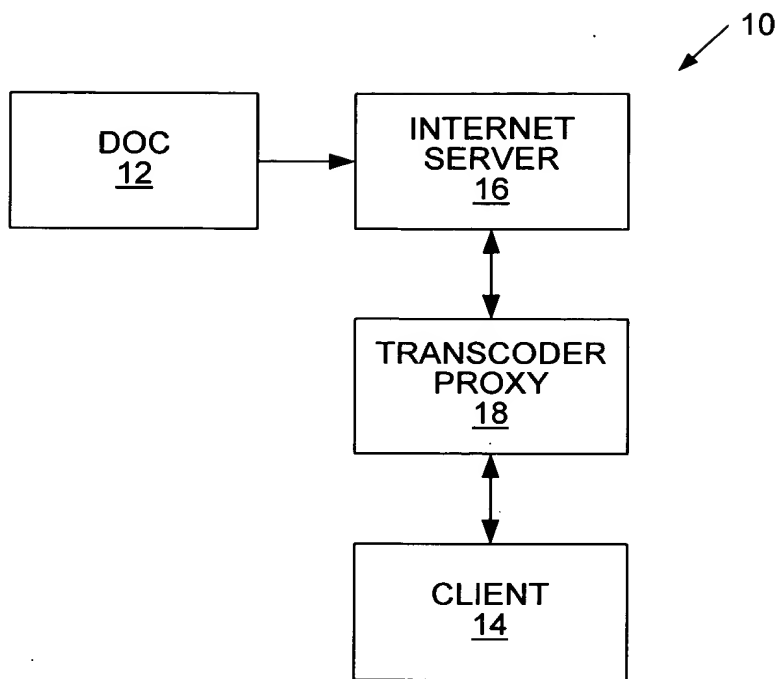 10
DOC
12
INTERNET
SERVER
16
TRANSCODER
PROXY
18
CLIENT
14